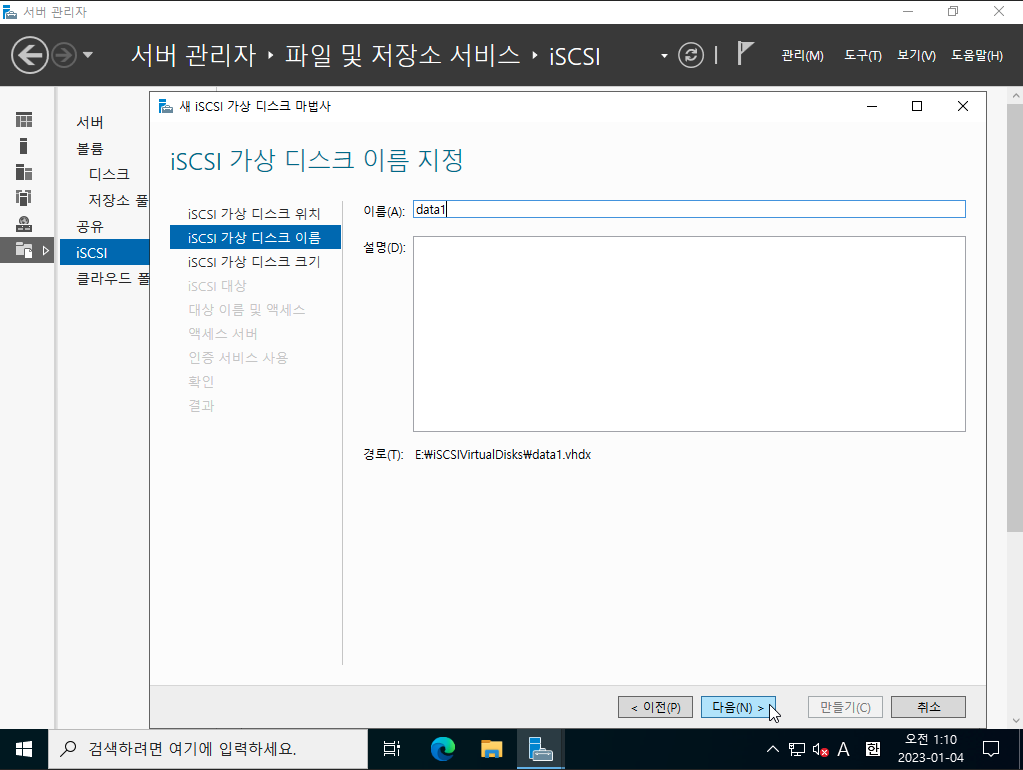 서버 관리자
서버 관리자 ‣ 파일 및 저장소 서비스 ‣ iSCSI
관리(M) 도구(T) 보기(V) 도움말(H)
서버
볼륨
디스크
저장소 풀
공유
iSCSI
클라우드 폴
새 iSCSI 가상 디스크 마법사
iSCSI 가상 디스크 이름 지정
iSCSI 가상 디스크 위치
iSCSI 가상 디스크 이름
iSCSI 가상 디스크 크기
iSCSI 대상
대상 이름 및 액세스
액세스 서버
인증 서비스 사용
확인
결과
이름(A): data1
설명(D):
경로(T): E:₩iSCSIVirtualDisks₩data1.vhdx
< 이전(P) 다음(N) > 만들기(C) 취소
검색하려면 여기에 입력하세요.
A 한
오전 1:10
2023-01-04